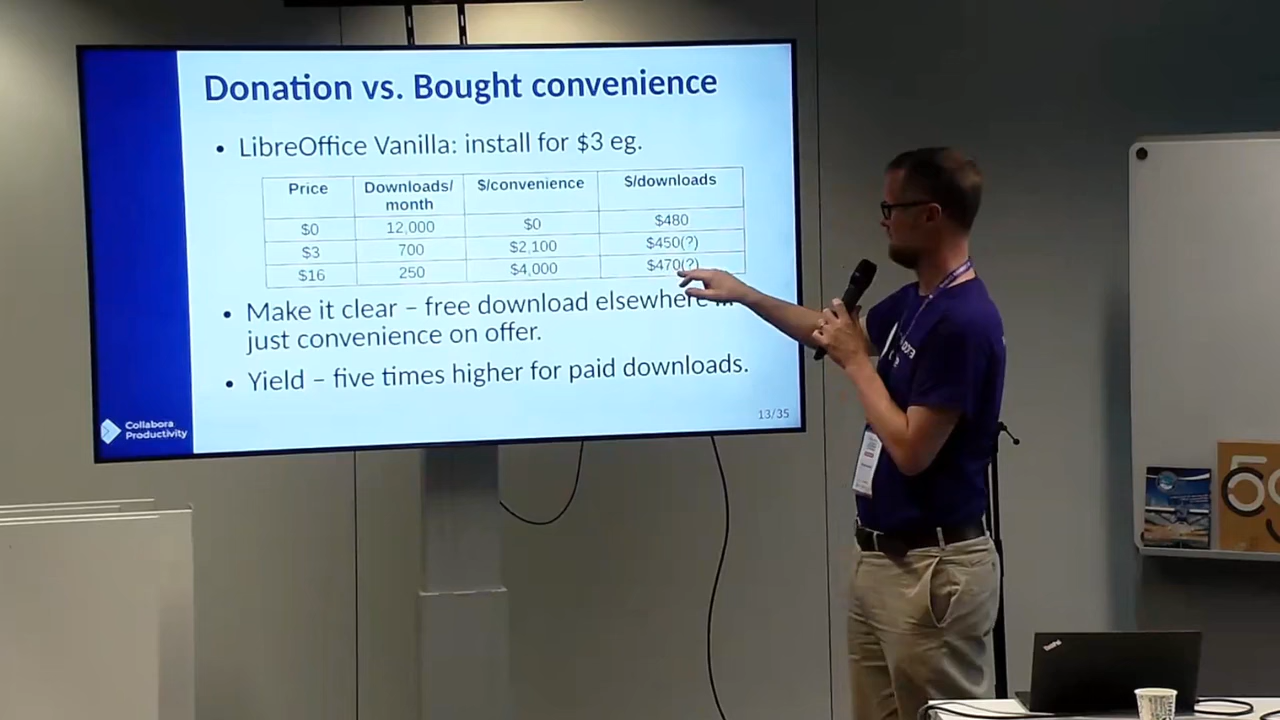 Donation vs. Bought convenience
• LibreOffice Vanilla: install for $3 eg.
Price Downloads/ month $/convenience $/downloads
$0 12,000 $0 $480
$3 700 $2,100 $450(?)
$16 250 $4,000 $470(?)
• Make it clear – free download elsewhere ...
just convenience on offer.
• Yield – five times higher for paid downloads.
13/35
Collabora
Productivity
ThinkPad